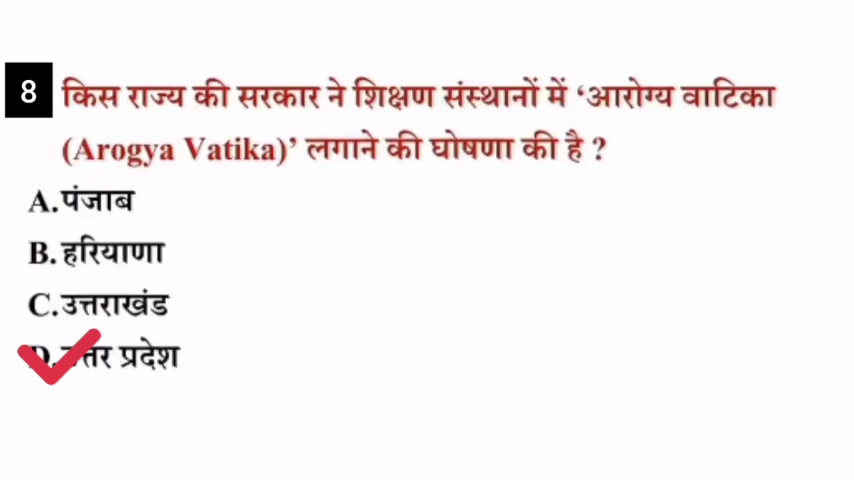 8 किस राज्य की सरकार ने शिक्षण संस्थानों में ‘आरोग्य वाटिका
(Arogya Vatika)’ लगाने की घोषणा की है ?
A.पंजाब
B. हरियाणा
C.उत्तराखंड
D.उत्तर प्रदेश